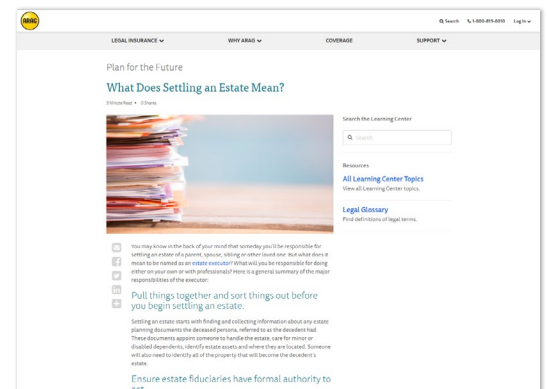 ARAG
Search 1-800-815-6010 Log In
LEGAL INSURANCE WHY ARAG COVERAGE SUPPORT
Plan for the Future
What Does Settling an Estate Mean?
3 Minute Read • 0 Shares
Search the Learning Center
Search
Resources
All Learning Center Topics
View all Learning Center topics.
Legal Glossary
Find definitions of legal terms.
You may know in the back of your mind that someday you'll be responsible for
settling an estate of a parent, spouse, sibling or other loved one. But what does it
mean to be named as an estate executor? What will you be responsible for doing
either on your own or with professionals? Here is a general summary of the major
responsibilities of the executor:
Pull things together and sort things out before
you begin settling an estate.
Settling an estate starts with finding and collecting information about any estate
planning documents the deceased persons, referred to as the decedent had.
These documents appoint someone to handle the estate, care for minor or
disabled dependents, identify estate assets and where they are located. Someone
will also need to identify all of the property that will become the decedent's
estate.
Ensure estate fiduciaries have formal authority to